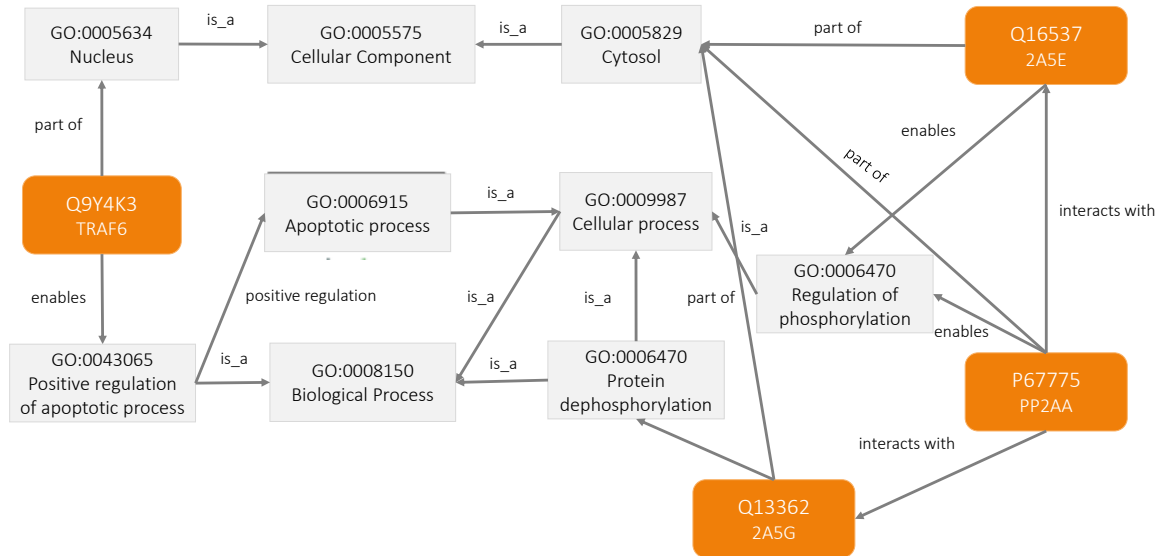 GO:0005634
Nucleus
is_a
GO:0005575
Cellular Component
is_a
GO:0005829
Cytosol
part of
Q16537
2A5E
part of
enables
part of
Q9Y4K3
TRAF6
GO:0006915
Apoptotic process
is_a
GO:0009987
Cellular process
is_a
interacts with
enables
positive regulation
is_a
is_a
part of
GO:0006470
Regulation of
phosphorylation
enables
GO:0043065
Positive regulation
of apoptotic process
is_a
GO:0008150
Biological Process
is_a
GO:0006470
Protein
dephosphorylation
P67775
PP2AA
interacts with
Q13362
2A5G